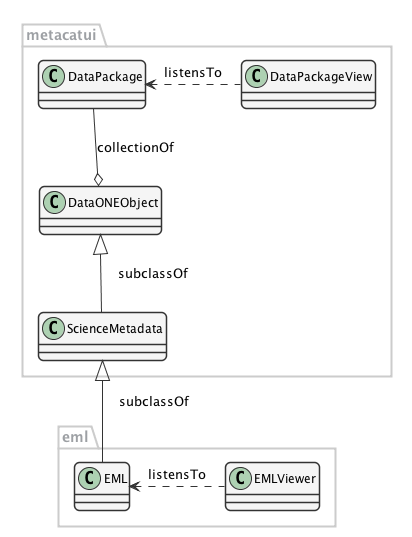 metacatui
C DataPackage
listensTo
C DataPackageView
collectionOf
C DataONEObject
subclassOf
C ScienceMetadata
subclassOf
eml
C EML
listensTo
C EMLViewer